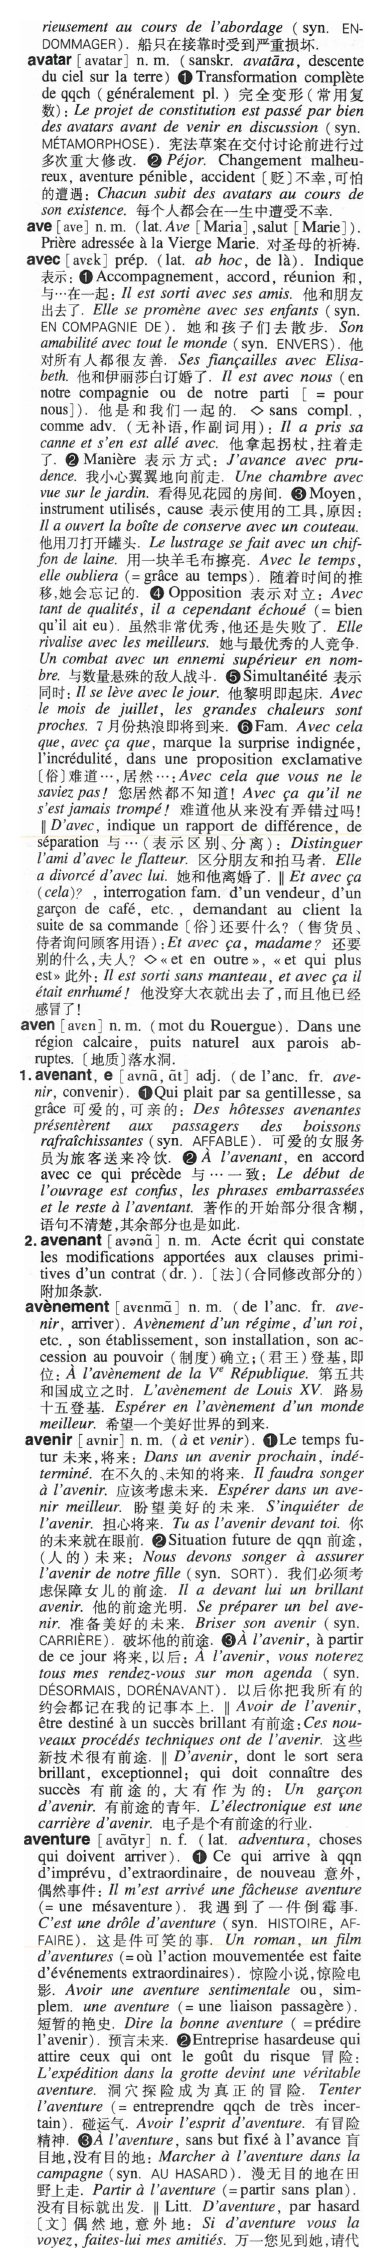 rieusement au cours de l'abordage (syn. EN-
DOMMAGER). 船只在接靠时受到严重损坏.
avatar [avatar] n. m. (sanskr. avatāra, descente
du ciel sur la terre) ❶ Transformation complète
de qqch (généralement pl.) 完全变形(常用复
数): Le projet de constitution est passé par bien
des avatars avant de venir en discussion (syn.
MÉTAMORPHOSE). 宪法草案在交付讨论前进行过
多次重大修改. ❷ Péjor. Changement malheu-
reux, aventure pénible, accident〔贬〕不幸,可怕
的遭遇: Chacun subit des avatars au cours de
son existence. 每个人都会在一生中遭受不幸.
ave [ave] n. m. (lat. Ave [Maria], salut [Marie]).
Prière adressée à la Vierge Marie. 对圣母的祈祷.
avec [avɛk] prép. (lat. ab hoc, de là). Indique
表示: ❶ Accompagnement, accord, réunion 和,
与…在一起: Il est sorti avec ses amis. 他和朋友
出去了. Elle se promène avec ses enfants (syn.
EN COMPAGNIE DE). 她和孩子们去散步. Son
amabilité avec tout le monde (syn. ENVERS). 他
对所有人都很友善. Ses fiançailles avec Elisa-
beth. 他和伊丽莎白订婚了. Il est avec nous (en
notre compagnie ou de notre parti [= pour
nous]). 他是和我们一起的. ◇ sans compl.,
comme adv. (无补语,作副词用): Il a pris sa
canne et s'en est allé avec. 他拿起拐杖,拄着走
了. ❷ Manière 表示方式: J'avance avec pru-
dence. 我小心翼翼地向前走. Une chambre avec
vue sur le jardin. 看得见花园的房间. ❸ Moyen,
instrument utilisés, cause 表示使用的工具,原因:
Il a ouvert la boîte de conserve avec un couteau.
他用刀打开罐头. Le lustrage se fait avec un chif-
fon de laine. 用一块羊毛布擦亮. Avec le temps,
elle oubliera (= grâce au temps). 随着时间的推
移,她会忘记的. ❹ Opposition 表示对立: Avec
tant de qualités, il a cependant échoué (= bien
qu'il ait eu). 虽然非常优秀,他还是失败了. Elle
rivalise avec les meilleurs. 她与最优秀的人竞争.
Un combat avec un ennemi supérieur en nom-
bre. 与数量悬殊的敌人战斗. ❺ Simultanéité 表示
同时: Il se lève avec le jour. 他黎明即起床. Avec
le mois de juillet, les grandes chaleurs sont
proches. 7月份热浪即将到来. ❻ Fam. Avec cela
que, avec ça que, marque la surprise indignée,
l'incrédulité, dans une proposition exclamative
〔俗〕难道…,居然…: Avec cela que vous ne le
saviez pas! 您居然都不知道! Avec ça qu'il ne
s'est jamais trompé! 难道他从来没有弄错过吗!
‖ D'avec, indique un rapport de différence, de
séparation 与…(表示区别、分离): Distinguer
l'ami d'avec le flatteur. 区分朋友和拍马者. Elle
a divorcé d'avec lui. 她和他离婚了. ‖ Et avec ça
(cela)?, interrogation fam. d'un vendeur, d'un
garçon de café, etc., demandant au client la
suite de sa commande〔俗〕还要什么?(售货员、
侍者询问顾客用语): Et avec ça, madame? 还要
别的什么,夫人? ◇ «et en outre», «et qui plus
est» 此外: Il est sorti sans manteau, et avec ça il
était enrhumé! 他没穿大衣就出去了,而且他已经
感冒了!
aven [avɛn] n. m. (mot du Rouergue). Dans une
région calcaire, puits naturel aux parois ab-
ruptes. 〔地质〕落水洞.
1. avenant, e [avnɑ̃, ɑ̃t] adj. (de l'anc. fr. ave-
nir, convenir). ❶ Qui plait par sa gentillesse, sa
grâce 可爱的,可亲的: Des hôtesses avenantes
présentèrent aux passagers des boissons
rafraîchissantes (syn. AFFABLE). 可爱的女服务
员为旅客送来冷饮. ❷ À l'avenant, en accord
avec ce qui précède 与…一致: Le début de
l'ouvrage est confus, les phrases embarrassées
et le reste à l'aventant. 著作的开始部分很含糊,
语句不清楚,其余部分也是如此.
2. avenant [avənɑ̃] n. m. Acte écrit qui constate
les modifications apportées aux clauses primi-
tives d'un contrat (dr.). 〔法〕(合同修改部分的)
附加条款.
avènement [avɛnmɑ̃] n. m. (de l'anc. fr. ave-
nir, arriver). Avènement d'un régime, d'un roi,
etc., son établissement, son installation, son ac-
cession au pouvoir (制度)确立;(君王)登基,即
位: À l'avènement de la Vᵉ République. 第五共
和国成立之时. L'avènement de Louis XV. 路易
十五登基. Espérer en l'avènement d'un monde
meilleur. 希望一个美好世界的到来.
avenir [avnir] n. m. (à et venir). ❶ Le temps fu-
tur 未来,将来: Dans un avenir prochain, indé-
terminé. 在不久的、未知的将来. Il faudra songer
à l'avenir. 应该考虑未来. Espérer dans un ave-
nir meilleur. 盼望美好的未来. S'inquiéter de
l'avenir. 担心将来. Tu as l'avenir devant toi. 你
的未来就在眼前. ❷ Situation future de qqn 前途,
(人的)未来: Nous devons songer à assurer
l'avenir de notre fille (syn. SORT). 我们必须考
虑保障女儿的前途. Il a devant lui un brillant
avenir. 他的前途光明. Se préparer un bel ave-
nir. 准备美好的未来. Briser son avenir (syn.
CARRIÈRE). 破坏他的前途. ❸ À l'avenir, à partir
de ce jour 将来,以后: À l'avenir, vous noterez
tous mes rendez-vous sur mon agenda (syn.
DÉSORMAIS, DORÉNAVANT). 以后你把我所有的
约会都记在我的记事本上. ‖ Avoir de l'avenir,
être destiné à un succès brillant 有前途: Ces nou-
veaux procédés techniques ont de l'avenir. 这些
新技术很有前途. ‖ D'avenir, dont le sort sera
brillant, exceptionnel; qui doit connaître des
succès 有前途的,大有作为的: Un garçon
d'avenir. 有前途的青年. L'électronique est une
carrière d'avenir. 电子是个有前途的行业.
aventure [avɑ̃tyr] n. f. (lat. adventura, choses
qui doivent arriver). ❶ Ce qui arrive à qqn
d'imprévu, d'extraordinaire, de nouveau 意外,
偶然事件: Il m'est arrivé une fâcheuse aventure
(= une mésaventure). 我遇到了一件倒霉事.
C'est une drôle d'aventure (syn. HISTOIRE, AF-
FAIRE). 这是件可笑的事. Un roman, un film
d'aventures (= où l'action mouvementée est faite
d'événements extraordinaires). 惊险小说,惊险电
影. Avoir une aventure sentimentale ou, sim-
plem. une aventure (= une liaison passagère).
短暂的艳史. Dire la bonne aventure (= prédire
l'avenir). 预言未来. ❷ Entreprise hasardeuse qui
attire ceux qui ont le goût du risque 冒险:
L'expédition dans la grotte devint une véritable
aventure. 洞穴探险成为真正的冒险. Tenter
l'aventure (= entreprendre qqch de très incer-
tain). 碰运气. Avoir l'esprit d'aventure. 有冒险
精神. ❸ À l'aventure, sans but fixé à l'avance 盲
目地,没有目的地: Marcher à l'aventure dans la
campagne (syn. AU HASARD). 漫无目的地在田
野上走. Partir à l'aventure (= partir sans plan).
没有目标就出发. ‖ Litt. D'aventure, par hasard
〔文〕偶然地,意外地: Si d'aventure vous la
voyez, faites-lui mes amitiés. 万一您见到她,请代